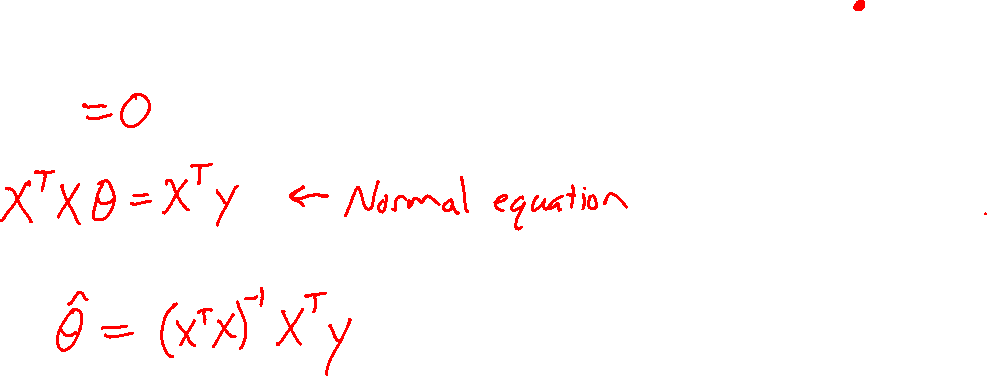 =0
XᵀXθ = Xᵀy ← Normal equation
θ̂ = (XᵀX)⁻¹Xᵀy